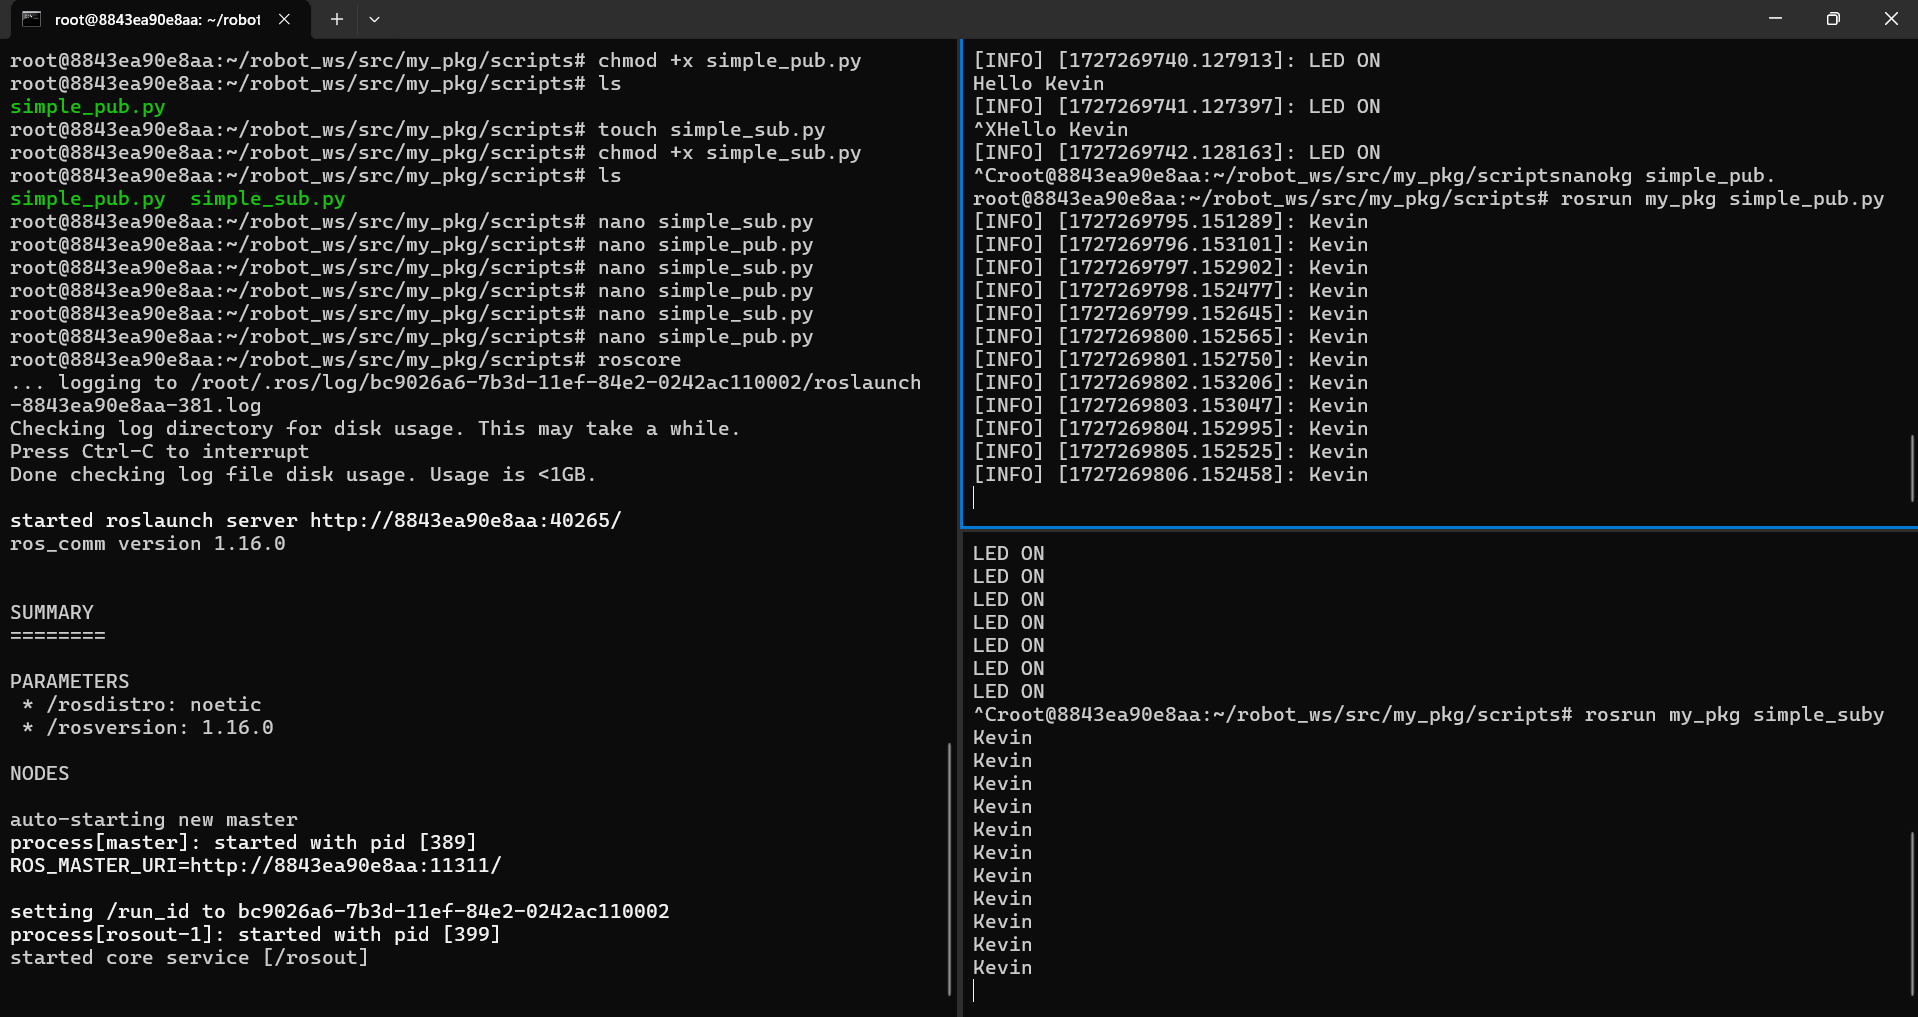 root@8843ea90e8aa: ~/robot
root@8843ea90e8aa:~/robot_ws/src/my_pkg/scripts# chmod +x simple_pub.py
root@8843ea90e8aa:~/robot_ws/src/my_pkg/scripts# ls
simple_pub.py
root@8843ea90e8aa:~/robot_ws/src/my_pkg/scripts# touch simple_sub.py
root@8843ea90e8aa:~/robot_ws/src/my_pkg/scripts# chmod +x simple_sub.py
root@8843ea90e8aa:~/robot_ws/src/my_pkg/scripts# ls
simple_pub.py  simple_sub.py
root@8843ea90e8aa:~/robot_ws/src/my_pkg/scripts# nano simple_sub.py
root@8843ea90e8aa:~/robot_ws/src/my_pkg/scripts# nano simple_pub.py
root@8843ea90e8aa:~/robot_ws/src/my_pkg/scripts# nano simple_sub.py
root@8843ea90e8aa:~/robot_ws/src/my_pkg/scripts# nano simple_pub.py
root@8843ea90e8aa:~/robot_ws/src/my_pkg/scripts# nano simple_sub.py
root@8843ea90e8aa:~/robot_ws/src/my_pkg/scripts# nano simple_pub.py
root@8843ea90e8aa:~/robot_ws/src/my_pkg/scripts# roscore
... logging to /root/.ros/log/bc9026a6-7b3d-11ef-84e2-0242ac110002/roslaunch
-8843ea90e8aa-381.log
Checking log directory for disk usage. This may take a while.
Press Ctrl-C to interrupt
Done checking log file disk usage. Usage is <1GB.
started roslaunch server http://8843ea90e8aa:40265/
ros_comm version 1.16.0
SUMMARY
========
PARAMETERS
 * /rosdistro: noetic
 * /rosversion: 1.16.0
NODES
auto-starting new master
process[master]: started with pid [389]
ROS_MASTER_URI=http://8843ea90e8aa:11311/
setting /run_id to bc9026a6-7b3d-11ef-84e2-0242ac110002
process[rosout-1]: started with pid [399]
started core service [/rosout]
[INFO] [1727269740.127913]: LED ON
Hello Kevin
[INFO] [1727269741.127397]: LED ON
^XHello Kevin
[INFO] [1727269742.128163]: LED ON
^Croot@8843ea90e8aa:~/robot_ws/src/my_pkg/scriptsnanokg simple_pub.
root@8843ea90e8aa:~/robot_ws/src/my_pkg/scripts# rosrun my_pkg simple_pub.py
[INFO] [1727269795.151289]: Kevin
[INFO] [1727269796.153101]: Kevin
[INFO] [1727269797.152902]: Kevin
[INFO] [1727269798.152477]: Kevin
[INFO] [1727269799.152645]: Kevin
[INFO] [1727269800.152565]: Kevin
[INFO] [1727269801.152750]: Kevin
[INFO] [1727269802.153206]: Kevin
[INFO] [1727269803.153047]: Kevin
[INFO] [1727269804.152995]: Kevin
[INFO] [1727269805.152525]: Kevin
[INFO] [1727269806.152458]: Kevin
LED ON
LED ON
LED ON
LED ON
LED ON
LED ON
LED ON
^Croot@8843ea90e8aa:~/robot_ws/src/my_pkg/scripts# rosrun my_pkg simple_suby
Kevin
Kevin
Kevin
Kevin
Kevin
Kevin
Kevin
Kevin
Kevin
Kevin
Kevin